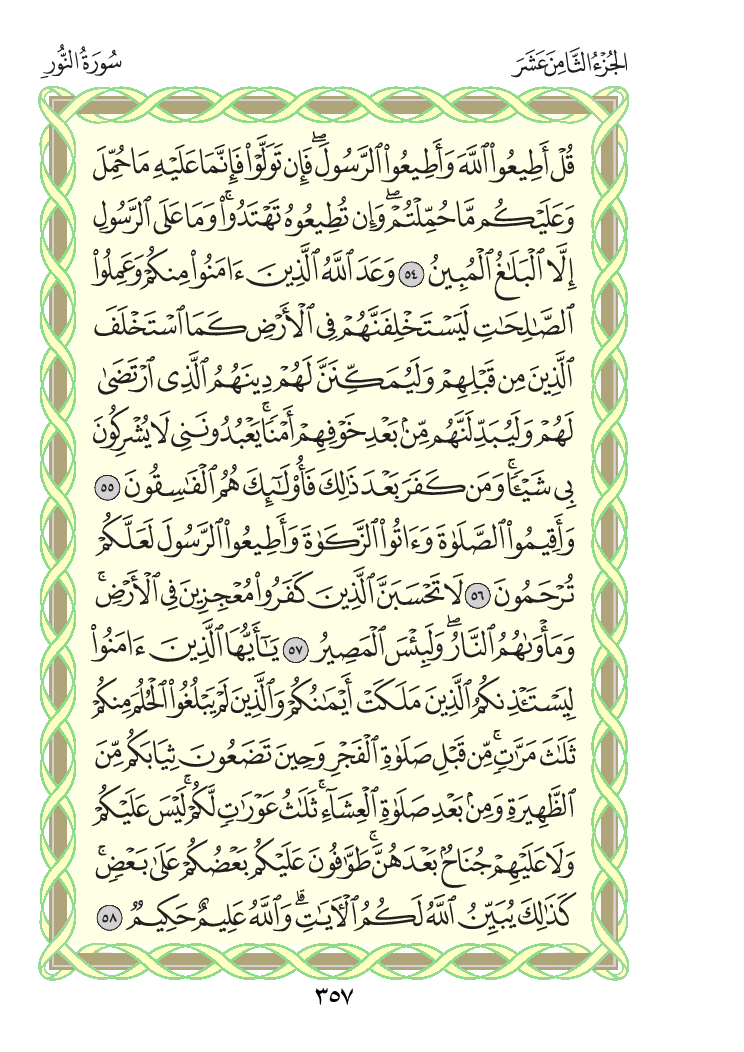 الجُزْءُ الثَّامِنَ عَشَرَ
سُورَةُ النُّورِ
قُلۡ أَطِيعُواْ ٱللَّهَ وَأَطِيعُواْ ٱلرَّسُولَۖ فَإِن تَوَلَّوۡاْ فَإِنَّمَا عَلَيۡهِ مَا حُمِّلَ
وَعَلَيۡكُم مَّا حُمِّلۡتُمۡۖ وَإِن تُطِيعُوهُ تَهۡتَدُواْۚ وَمَا عَلَى ٱلرَّسُولِ
إِلَّا ٱلۡبَلَٰغُ ٱلۡمُبِينُ ٥٤ وَعَدَ ٱللَّهُ ٱلَّذِينَ ءَامَنُواْ مِنكُمۡ وَعَمِلُواْ
ٱلصَّٰلِحَٰتِ لَيَسۡتَخۡلِفَنَّهُمۡ فِي ٱلۡأَرۡضِ كَمَا ٱسۡتَخۡلَفَ
ٱلَّذِينَ مِن قَبۡلِهِمۡ وَلَيُمَكِّنَنَّ لَهُمۡ دِينَهُمُ ٱلَّذِي ٱرۡتَضَىٰ
لَهُمۡ وَلَيُبَدِّلَنَّهُم مِّنۢ بَعۡدِ خَوۡفِهِمۡ أَمۡنٗاۚ يَعۡبُدُونَنِي لَا يُشۡرِكُونَ
بِي شَيۡـٔٗاۚ وَمَن كَفَرَ بَعۡدَ ذَٰلِكَ فَأُوْلَٰٓئِكَ هُمُ ٱلۡفَٰسِقُونَ ٥٥
وَأَقِيمُواْ ٱلصَّلَوٰةَ وَءَاتُواْ ٱلزَّكَوٰةَ وَأَطِيعُواْ ٱلرَّسُولَ لَعَلَّكُمۡ
تُرۡحَمُونَ ٥٦ لَا تَحۡسَبَنَّ ٱلَّذِينَ كَفَرُواْ مُعۡجِزِينَ فِي ٱلۡأَرۡضِۚ
وَمَأۡوَىٰهُمُ ٱلنَّارُۖ وَلَبِئۡسَ ٱلۡمَصِيرُ ٥٧ يَٰٓأَيُّهَا ٱلَّذِينَ ءَامَنُواْ
لِيَسۡتَـٔۡذِنكُمُ ٱلَّذِينَ مَلَكَتۡ أَيۡمَٰنُكُمۡ وَٱلَّذِينَ لَمۡ يَبۡلُغُواْ ٱلۡحُلُمَ مِنكُمۡ
ثَلَٰثَ مَرَّٰتٖۚ مِّن قَبۡلِ صَلَوٰةِ ٱلۡفَجۡرِ وَحِينَ تَضَعُونَ ثِيَابَكُم مِّنَ
ٱلظَّهِيرَةِ وَمِنۢ بَعۡدِ صَلَوٰةِ ٱلۡعِشَآءِۚ ثَلَٰثُ عَوۡرَٰتٖ لَّكُمۡۚ لَيۡسَ عَلَيۡكُمۡ
وَلَا عَلَيۡهِمۡ جُنَاحُۢ بَعۡدَهُنَّۚ طَوَّٰفُونَ عَلَيۡكُم بَعۡضُكُمۡ عَلَىٰ بَعۡضٖۚ
كَذَٰلِكَ يُبَيِّنُ ٱللَّهُ لَكُمُ ٱلۡأٓيَٰتِۗ وَٱللَّهُ عَلِيمٌ حَكِيمٞ ٥٨
٣٥٧